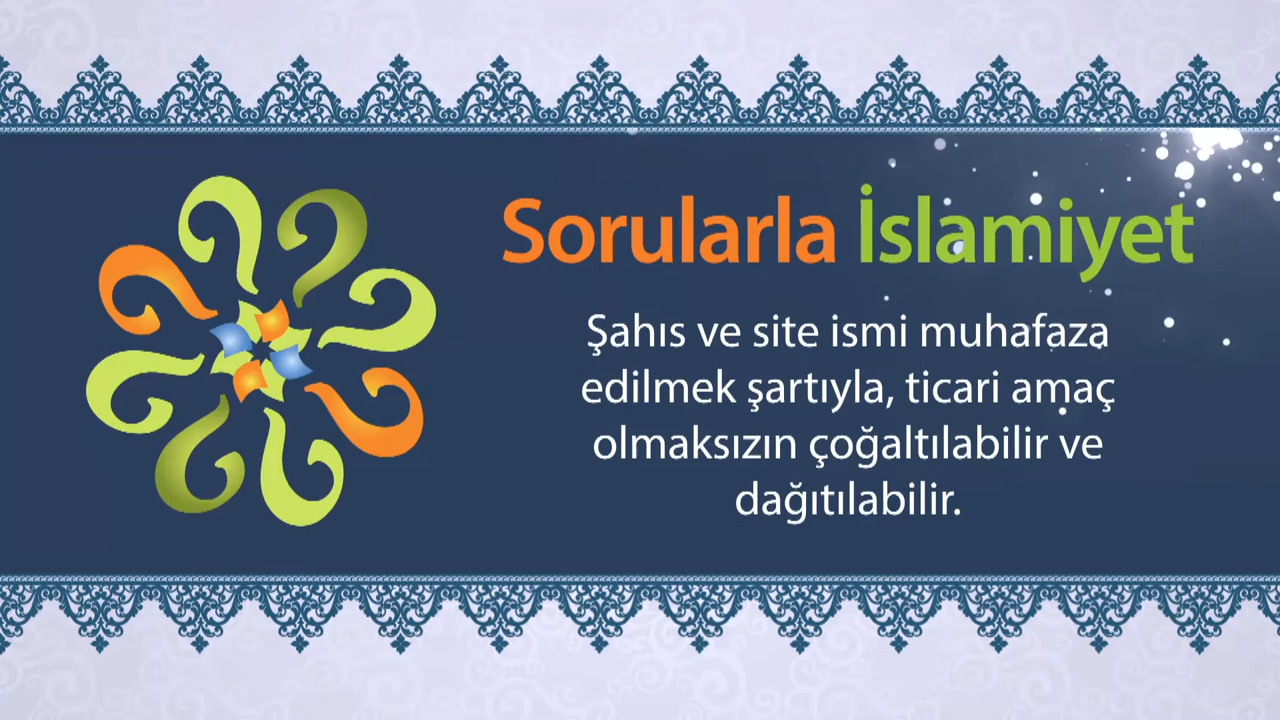 Sorularla İslamiyet
Şahıs ve site ismi muhafaza
edilmek şartıyla, ticari amaç
olmaksızın çoğaltılabilir ve
dağıtılabilir.